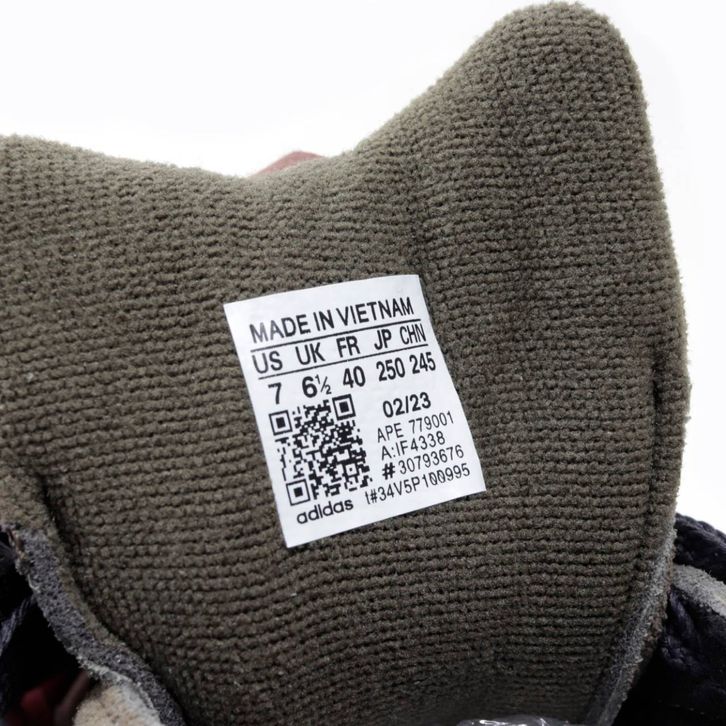 MADE IN VIETNAM
US UK FR JP CHN
7 6½ 40 250 245
02/23
APE 779001
A:IF4338
#30793676
t#34V5P100995
adidas